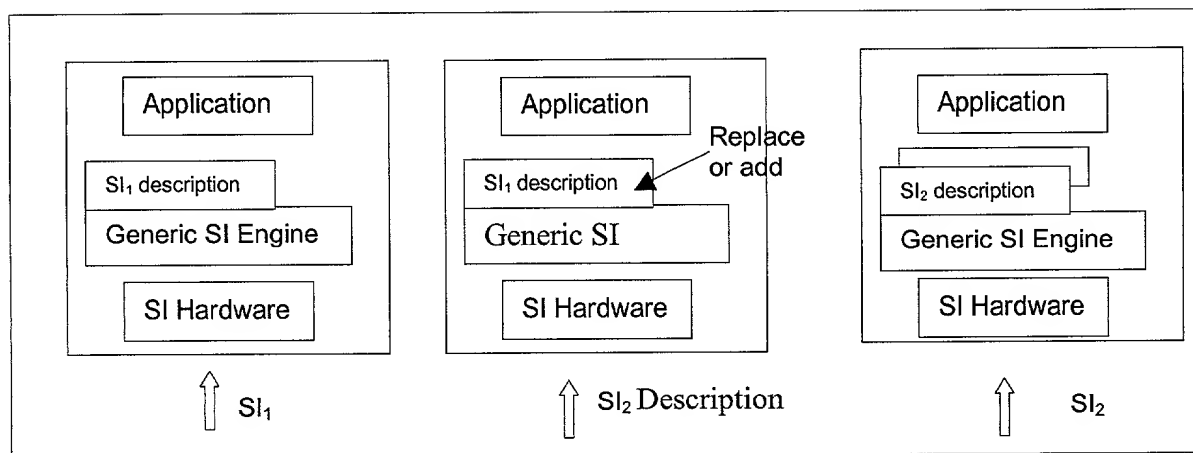 Application
SI₁ description
Generic SI Engine
SI Hardware
SI₁
Application
Replace
or add
SI₁ description
Generic SI
SI Hardware
SI₂ Description
Application
SI₂ description
Generic SI Engine
SI Hardware
SI₂